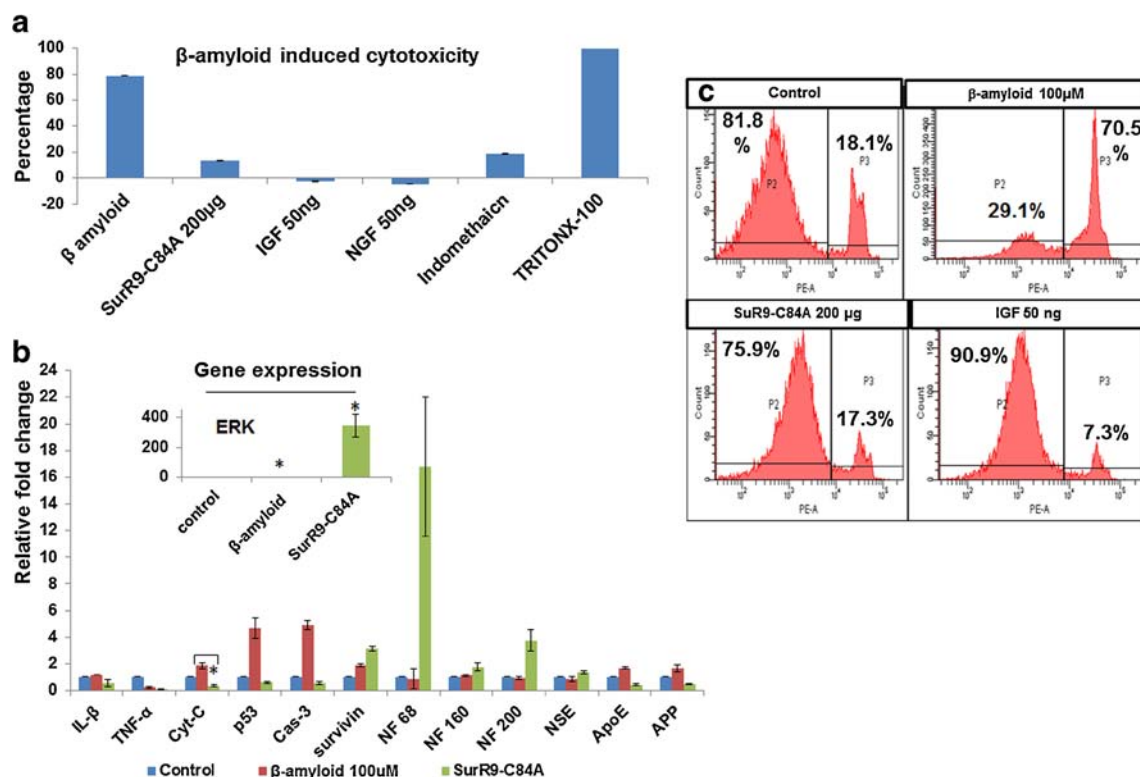 a
β-amyloid induced cytotoxicity
Percentage
100
80
60
40
20
0
-20
β amyloid
SurR9-C84A 200µg
IGF 50ng
NGF 50ng
Indomethaicn
TRITONX-100
b
Relative fold change
24
22
20
18
16
14
12
10
8
6
4
2
0
Gene expression
ERK
400
200
0
*
*
control
β-amyloid
SurR9-C84A
*
IL-β
TNF-α
Cyt-C
p53
Cas-3
survivin
NF 68
NF 160
NF 200
NSE
ApoE
APP
Control
β-amyloid 100uM
SurR9-C84A
c
Control
81.8
%
18.1%
P2
P3
Count
PE-A
β-amyloid 100µM
70.5
%
29.1%
P2
P3
Count
PE-A
SuR9-C84A 200 µg
75.9%
17.3%
P2
P3
Count
PE-A
IGF 50 ng
90.9%
7.3%
P2
P3
Count
PE-A